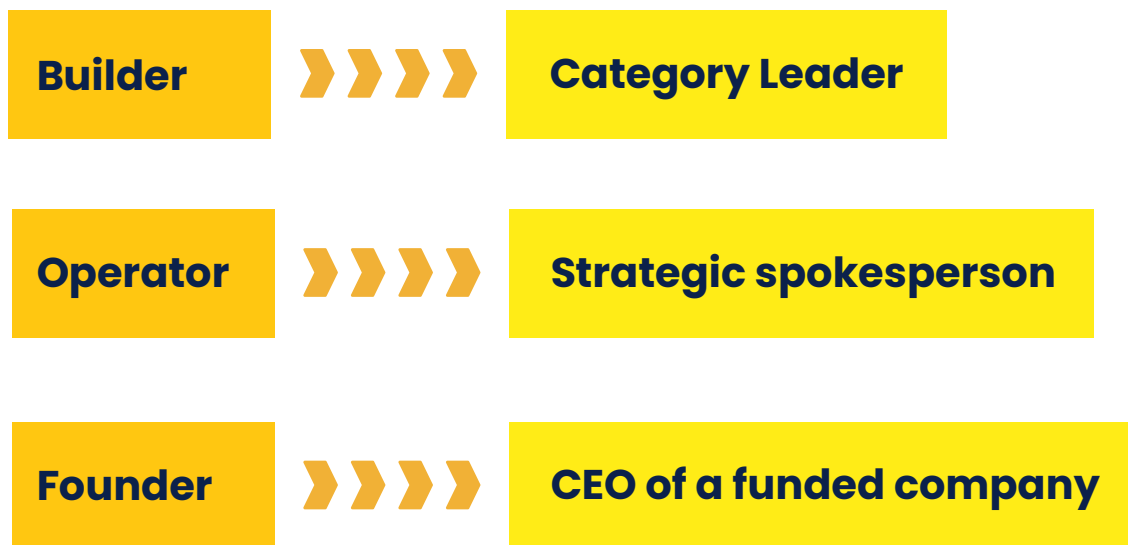 Builder
Category Leader
Operator
Strategic spokesperson
Founder
CEO of a funded company